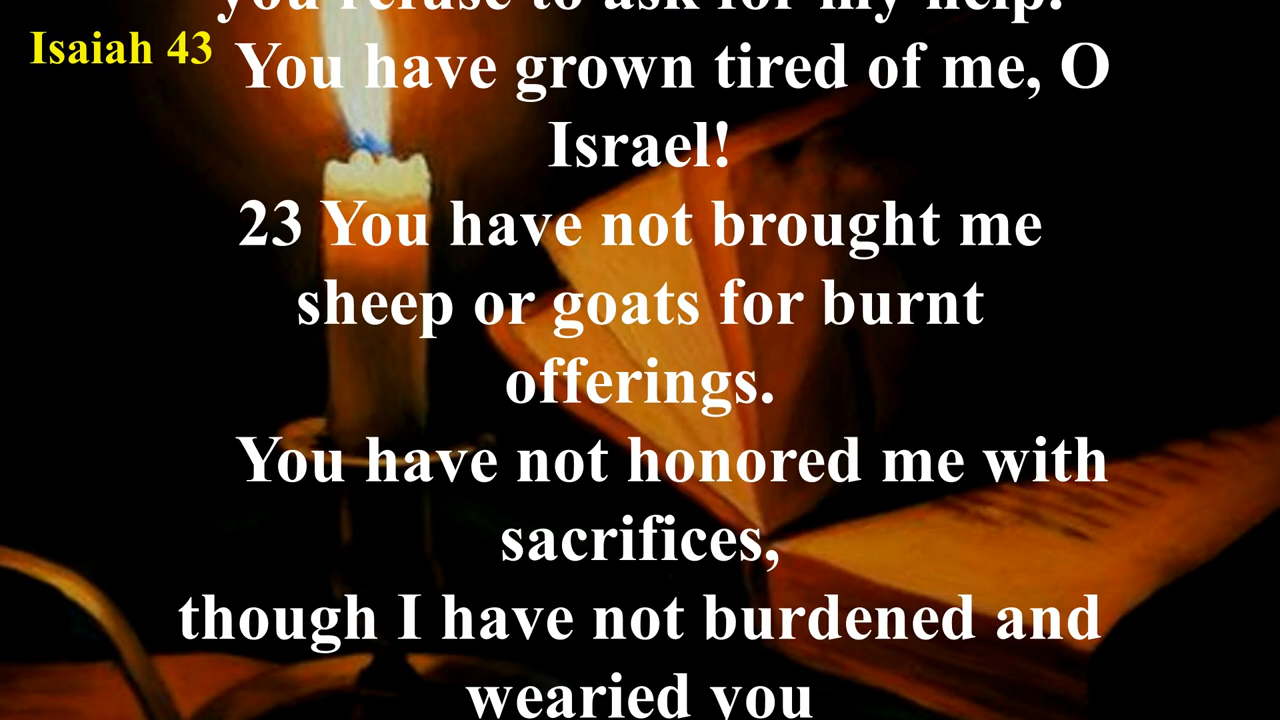 you refuse to ask for my help.
Isaiah 43
You have grown tired of me, O
Israel!
23 You have not brought me
sheep or goats for burnt
offerings.
You have not honored me with
sacrifices,
though I have not burdened and
wearied you